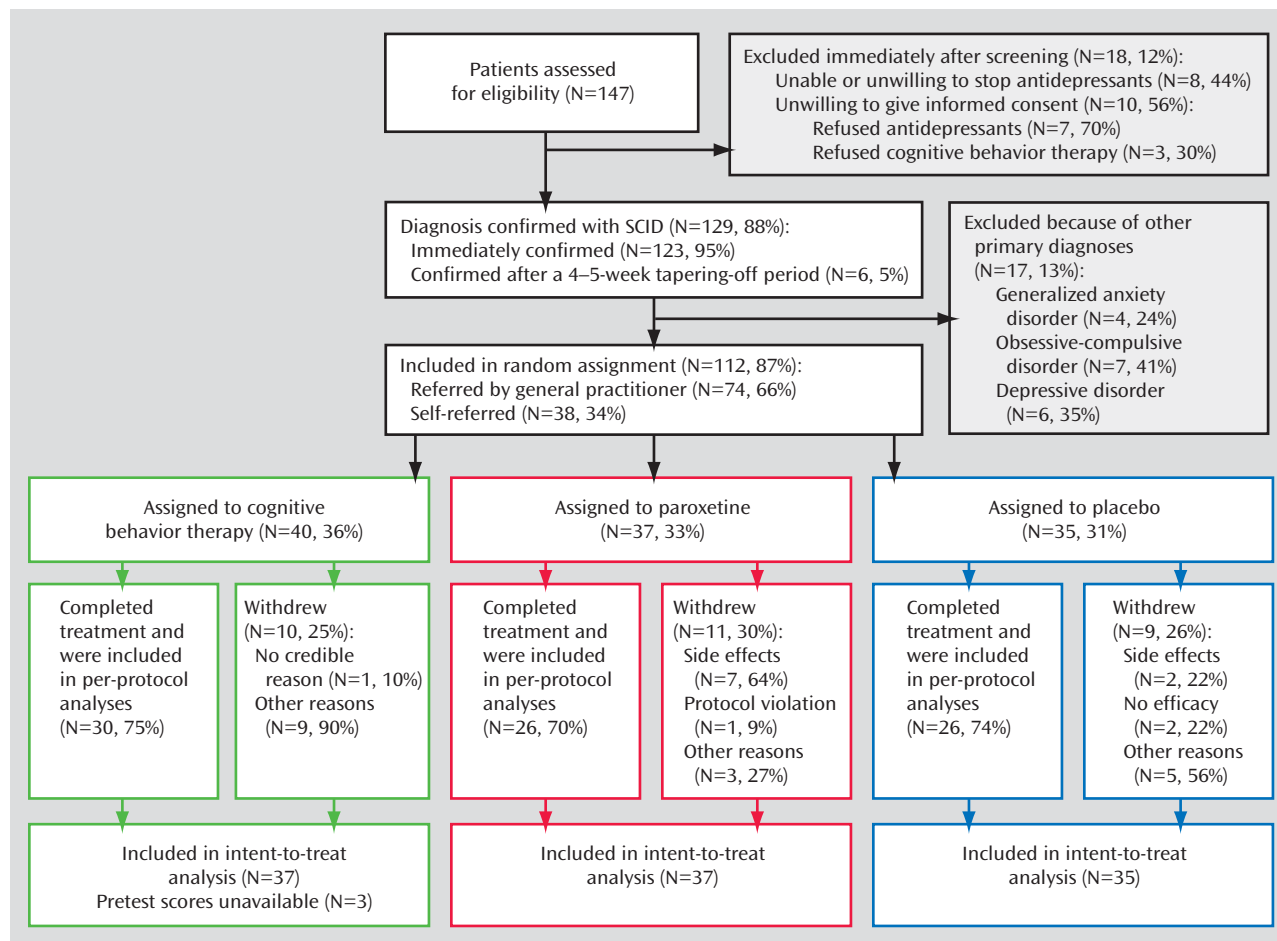 Patients assessed
for eligibility (N=147)
Excluded immediately after screening (N=18, 12%):
Unable or unwilling to stop antidepressants (N=8, 44%)
Unwilling to give informed consent (N=10, 56%):
Refused antidepressants (N=7, 70%)
Refused cognitive behavior therapy (N=3, 30%)
Diagnosis confirmed with SCID (N=129, 88%):
Immediately confirmed (N=123, 95%)
Confirmed after a 4–5-week tapering-off period (N=6, 5%)
Excluded because of other
primary diagnoses
(N=17, 13%):
Generalized anxiety
disorder (N=4, 24%)
Obsessive-compulsive
disorder (N=7, 41%)
Depressive disorder
(N=6, 35%)
Included in random assignment (N=112, 87%):
Referred by general practitioner (N=74, 66%)
Self-referred (N=38, 34%)
Assigned to cognitive
behavior therapy (N=40, 36%)
Assigned to paroxetine
(N=37, 33%)
Assigned to placebo
(N=35, 31%)
Completed
treatment and
were included
in per-protocol
analyses
(N=30, 75%)
Withdrew
(N=10, 25%):
No credible
reason (N=1, 10%)
Other reasons
(N=9, 90%)
Completed
treatment and
were included
in per-protocol
analyses
(N=26, 70%)
Withdrew
(N=11, 30%):
Side effects
(N=7, 64%)
Protocol violation
(N=1, 9%)
Other reasons
(N=3, 27%)
Completed
treatment and
were included
in per-protocol
analyses
(N=26, 74%)
Withdrew
(N=9, 26%):
Side effects
(N=2, 22%)
No efficacy
(N=2, 22%)
Other reasons
(N=5, 56%)
Included in intent-to-treat
analysis (N=37)
Pretest scores unavailable (N=3)
Included in intent-to-treat
analysis (N=37)
Included in intent-to-treat
analysis (N=35)